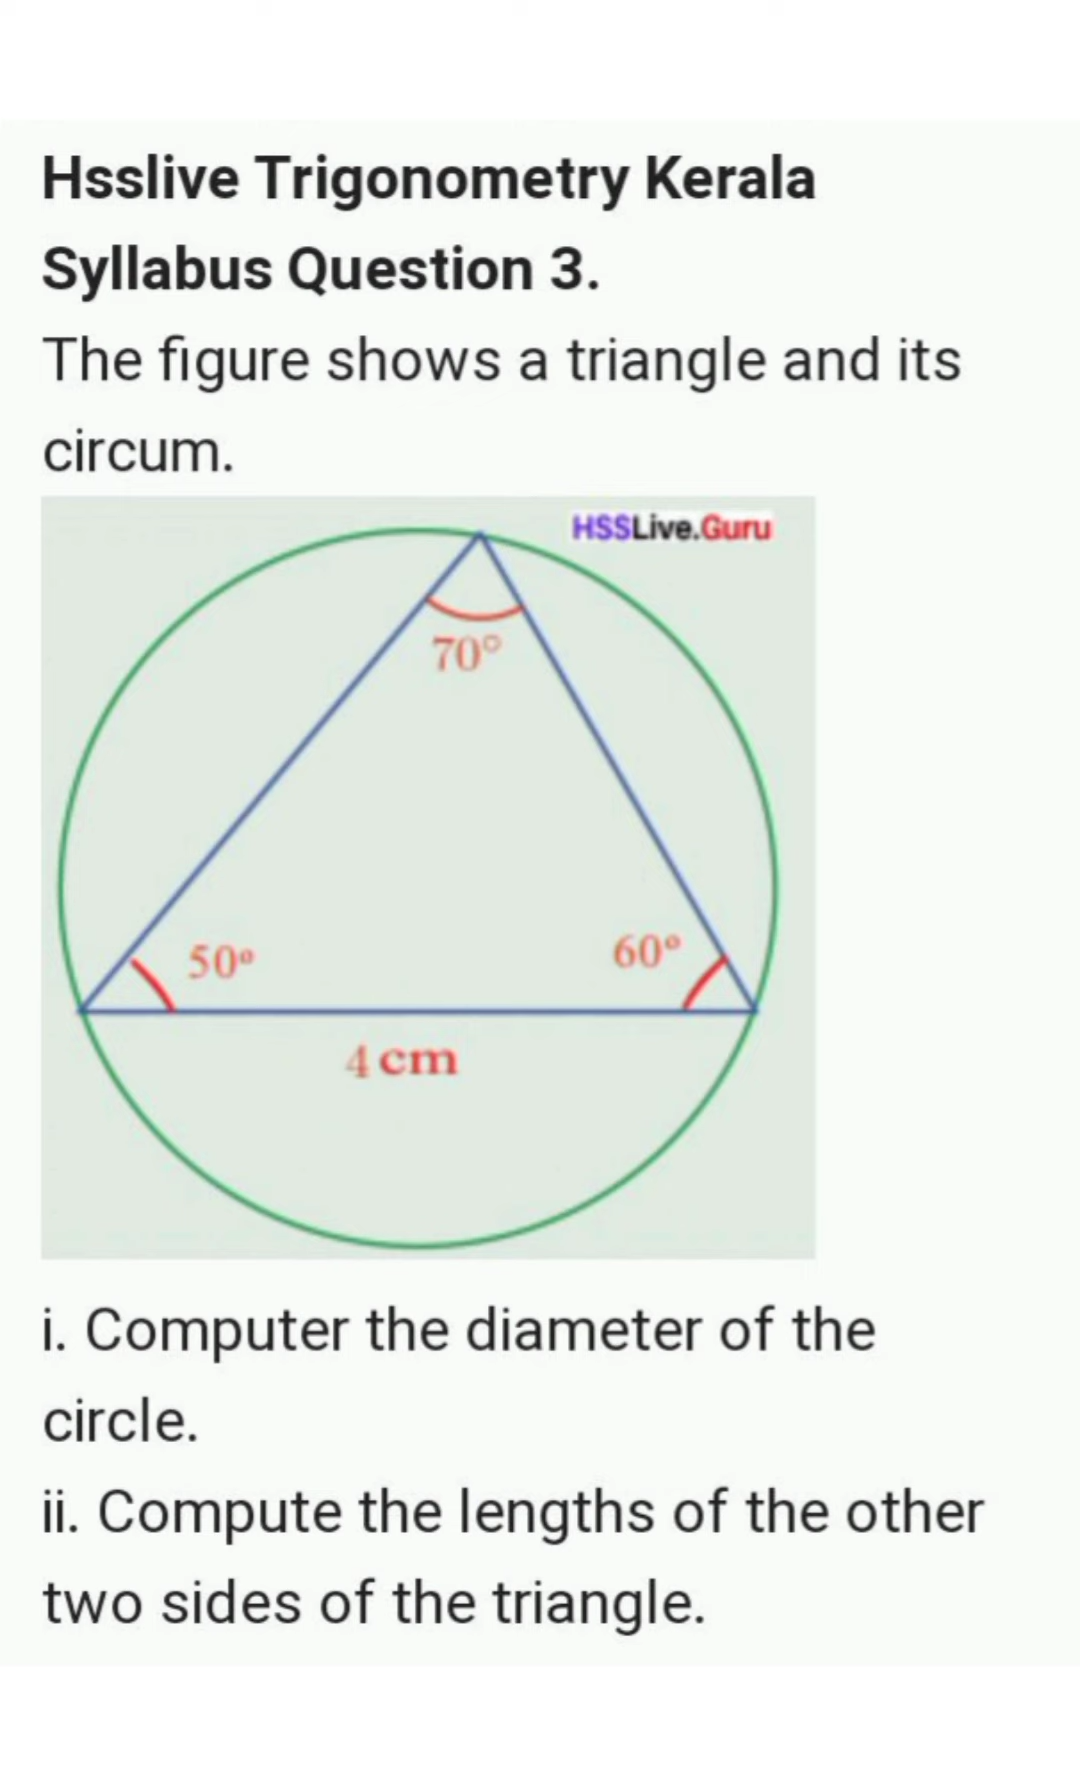 Hsslive Trigonometry Kerala
Syllabus Question 3.
The figure shows a triangle and its
circum.
HSSLive.Guru
70°
50°
60°
4 cm
i. Computer the diameter of the
circle.
ii. Compute the lengths of the other
two sides of the triangle.